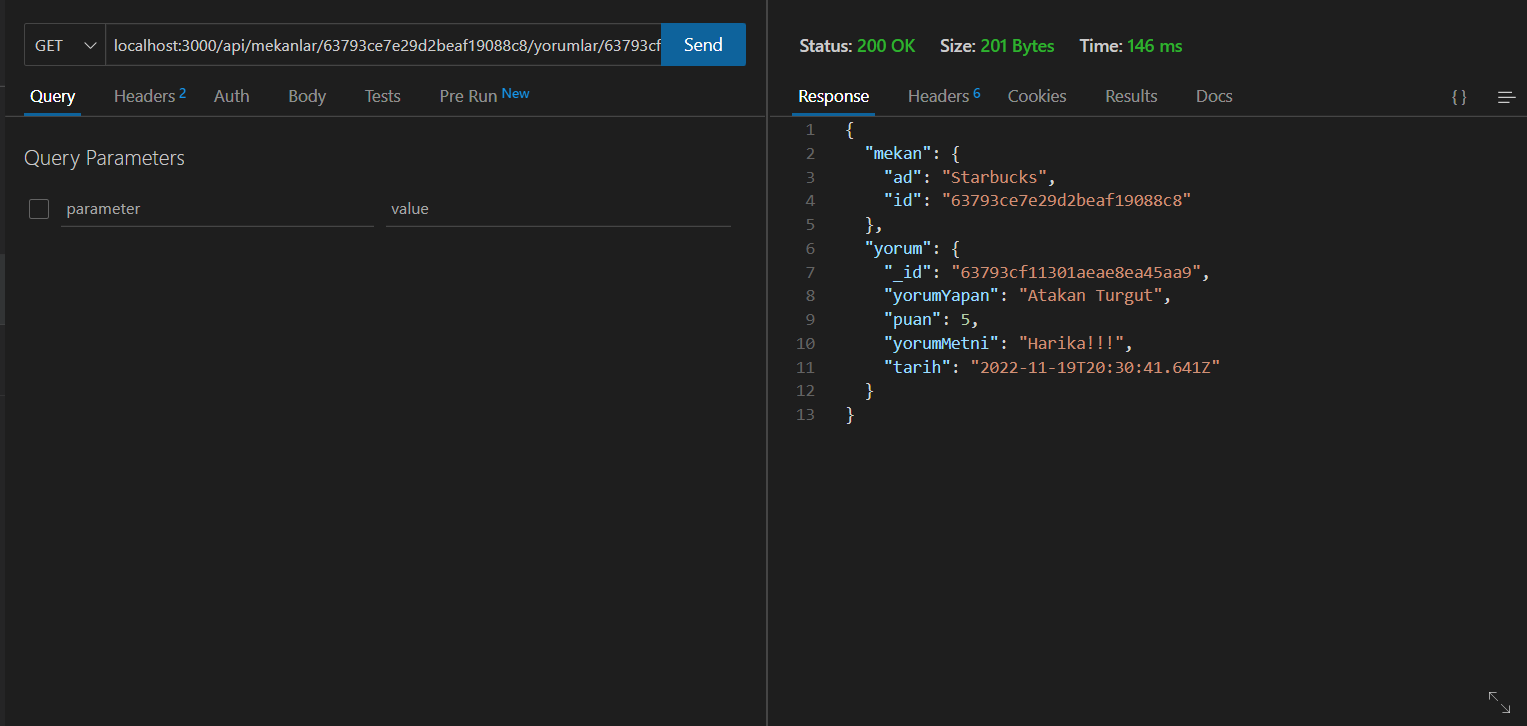 GET
localhost:3000/api/mekanlar/63793ce7e29d2beaf19088c8/yorumlar/63793cf
Send
Query
Headers 2
Auth
Body
Tests
Pre Run New
Query Parameters
parameter
value
Status: 200 OK
Size: 201 Bytes
Time: 146 ms
Response
Headers 6
Cookies
Results
Docs
{ }
1 {
2 "mekan": {
3 "ad": "Starbucks",
4 "id": "63793ce7e29d2beaf19088c8"
5 },
6 "yorum": {
7 "_id": "63793cf11301aeae8ea45aa9",
8 "yorumYapan": "Atakan Turgut",
9 "puan": 5,
10 "yorumMetni": "Harika!!!",
11 "tarih": "2022-11-19T20:30:41.641Z"
12 }
13 }